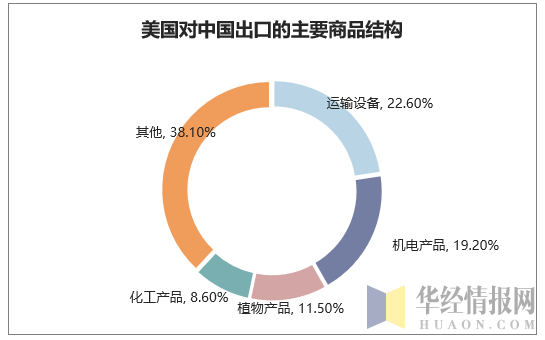 美国对中国出口的主要商品结构
运输设备, 22.60%
其他, 38.10%
机电产品, 19.20%
化工产品, 8.60%
植物产品, 11.50%
华经情报网
HUAON.COM